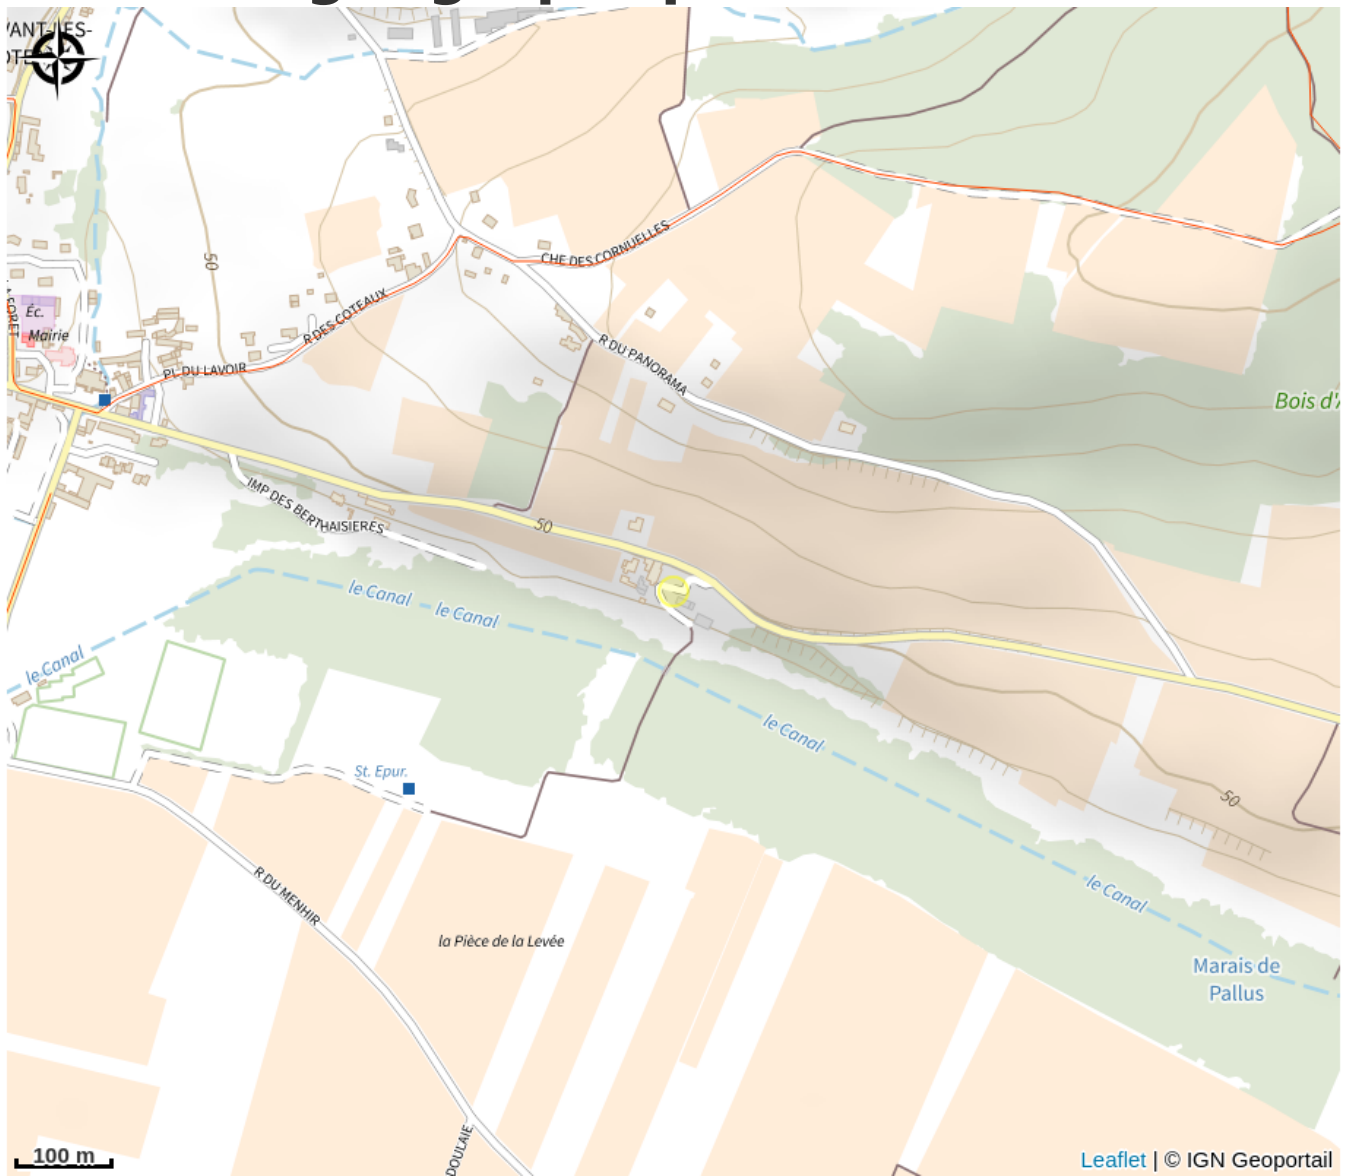 VANT-LES-
50
CHE DES CORNUELLES
R DES COTEAUX
Éc.
Mairie
PL DU LAVOIR
R DU PANORAMA
Bois d'A
IMP DES BERTHAISIERES
50
le Canal
le Canal
le Canal
le Canal
St. Epur.
50
R DU MENHIR
le Canal
la Pièce de la Levée
Marais de
Pallus
DOULAIE
100 m
Leaflet | © IGN Geoportail